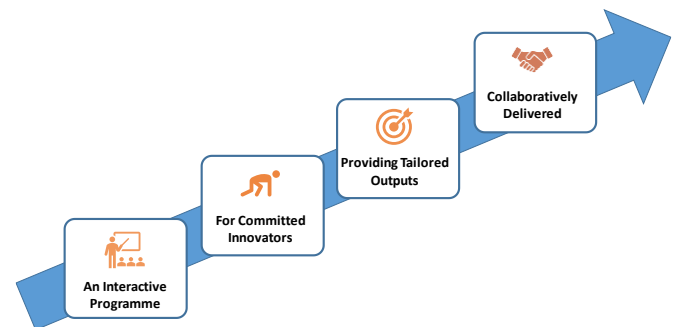 An Interactive
Programme
For Committed
Innovators
Providing Tailored
Outputs
Collaboratively
Delivered